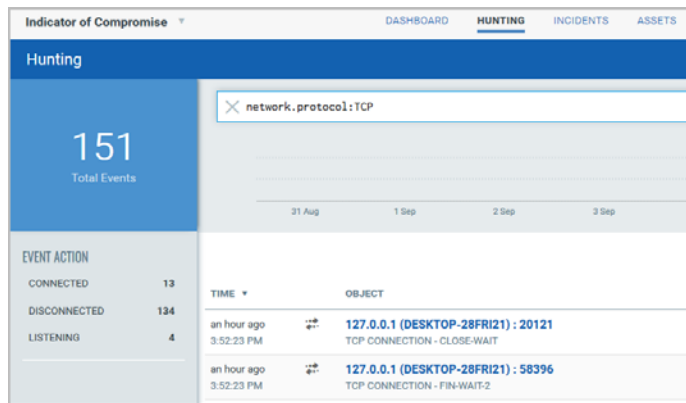 Indicator of Compromise
DASHBOARD HUNTING INCIDENTS ASSETS
Hunting
151
Total Events
network.protocol:TCP
31 Aug 1 Sep 2 Sep 3 Sep
EVENT ACTION
CONNECTED 13
DISCONNECTED 134
LISTENING 4
TIME OBJECT
an hour ago 127.0.0.1 (DESKTOP-28FRI21) : 20121
3:52:23 PM TCP CONNECTION - CLOSE-WAIT
an hour ago 127.0.0.1 (DESKTOP-28FRI21) : 58396
3:52:23 PM TCP CONNECTION - FIN-WAIT-2